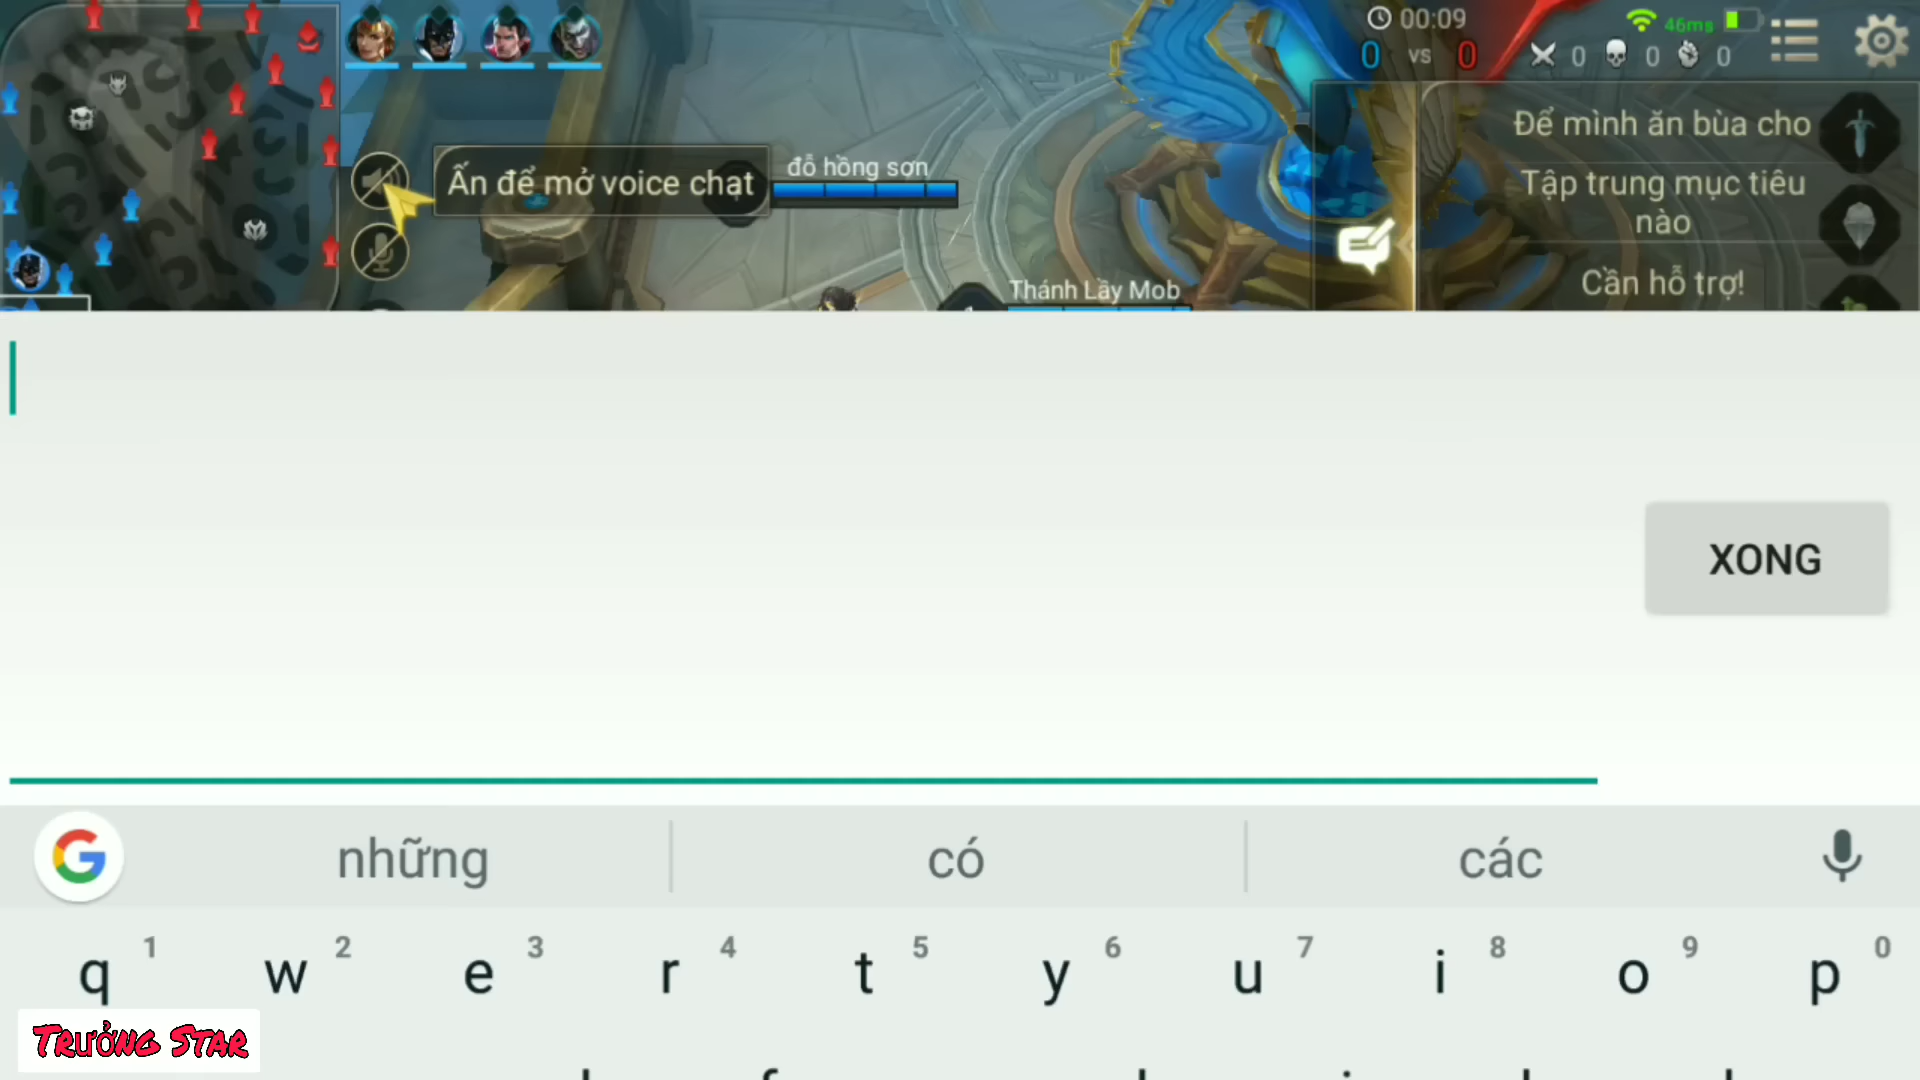 00:09
46ms
0 vs 0
0 0 0
Ấn để mở voice chat
đỗ hồng sơn
Thánh Lầy Mob
Để mình ăn bùa cho
Tập trung mục tiêu
nào
Cần hỗ trợ!
XONG
những có các
1 2 3 4 5 6 7 8 9 0
q w e r t y u i o p
Trưởng Star